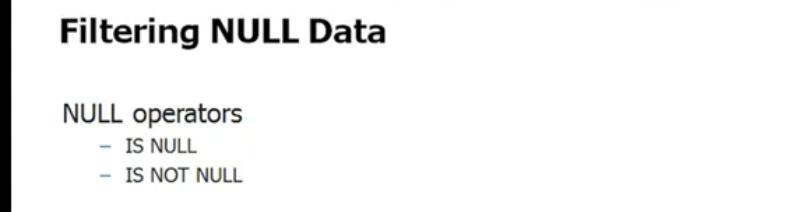 Filtering NULL Data
NULL operators
– IS NULL
– IS NOT NULL